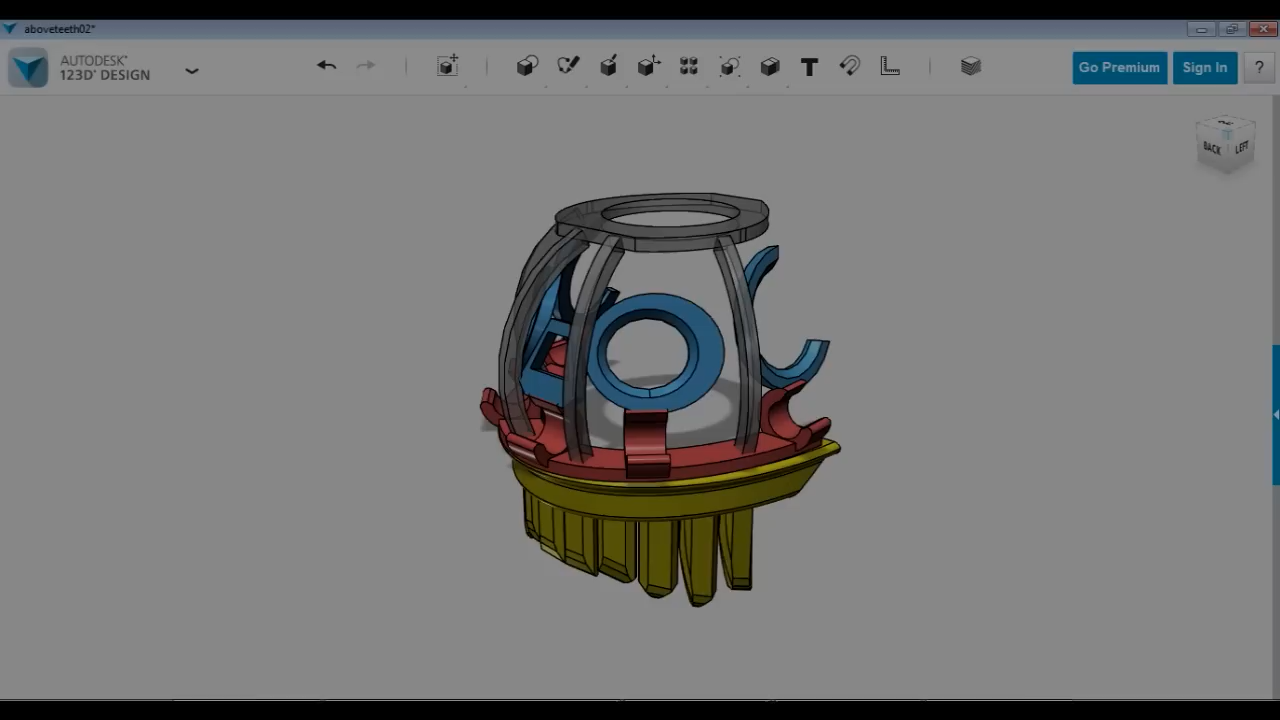 aboveteeth02*
AUTODESK®
123D® DESIGN
T
Go Premium
Sign In
?
BACK
LEFT